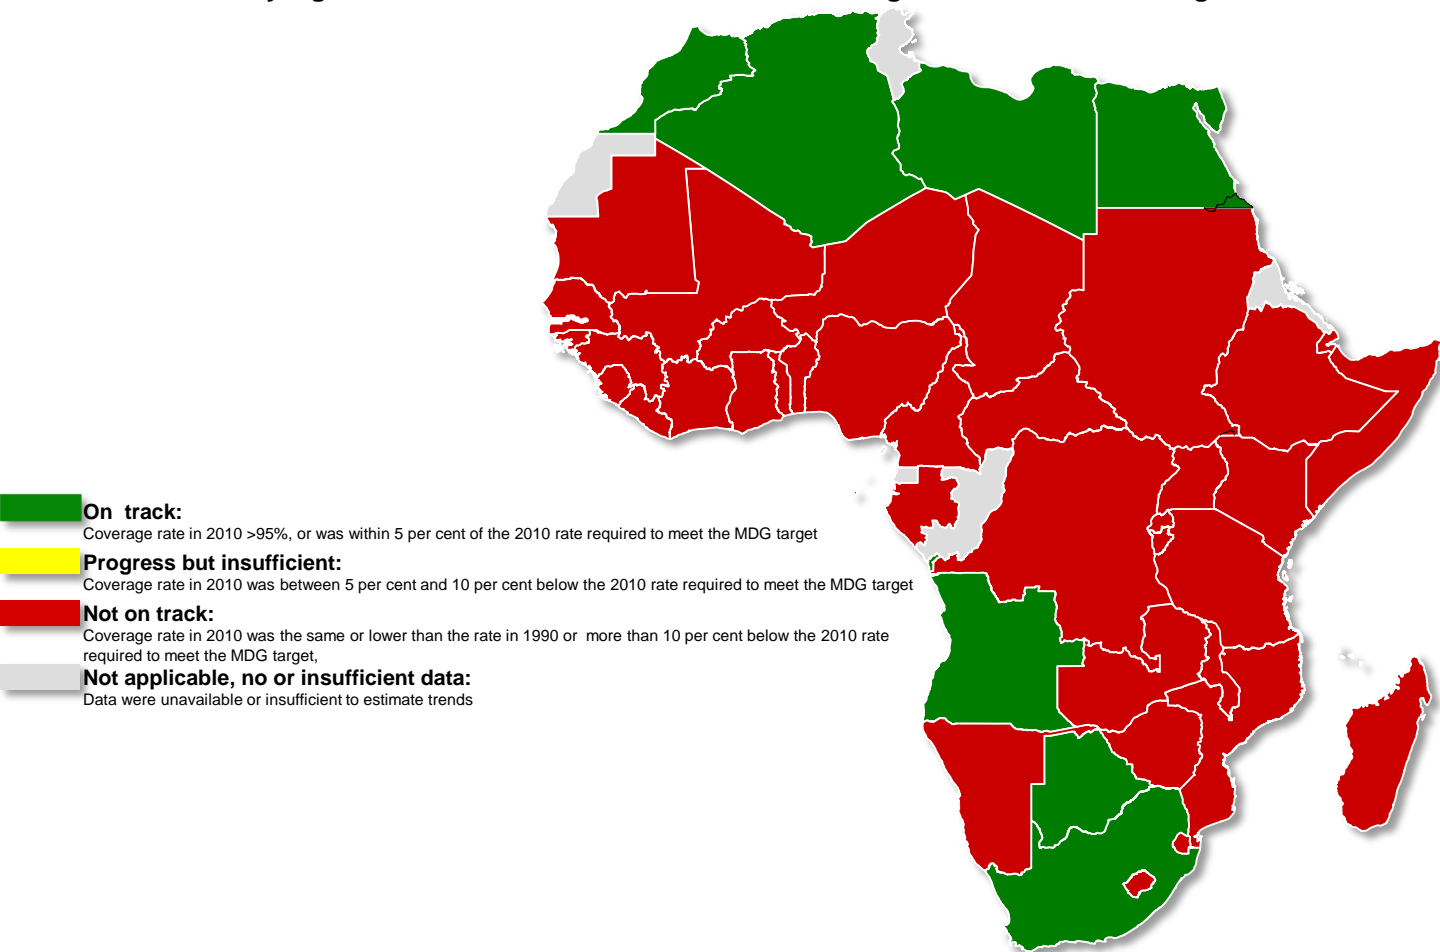 On track:
Coverage rate in 2010 >95%, or was within 5 per cent of the 2010 rate required to meet the MDG target
Progress but insufficient:
Coverage rate in 2010 was between 5 per cent and 10 per cent below the 2010 rate required to meet the MDG target
Not on track:
Coverage rate in 2010 was the same or lower than the rate in 1990 or more than 10 per cent below the 2010 rate
required to meet the MDG target,
Not applicable, no or insufficient data:
Data were unavailable or insufficient to estimate trends